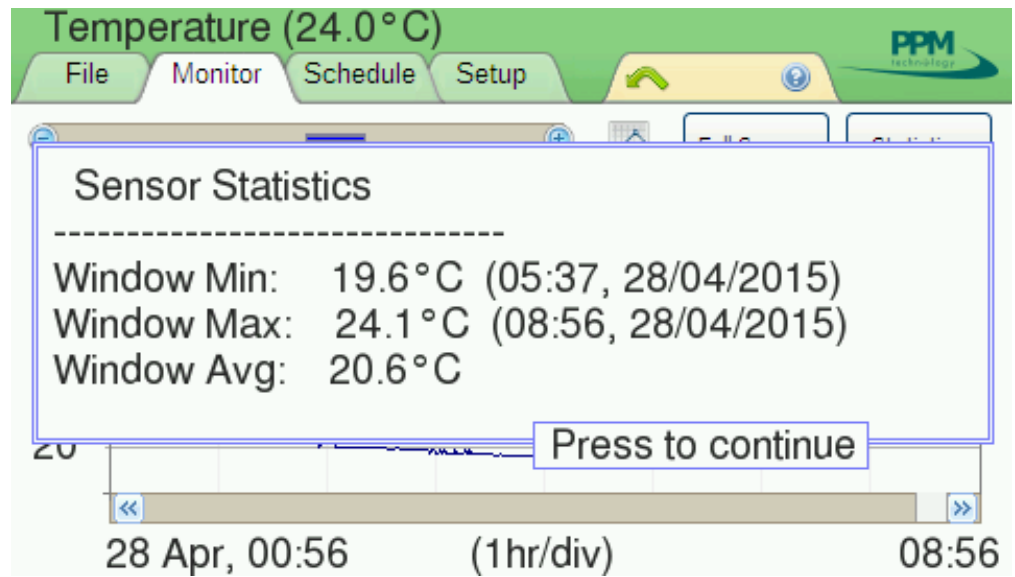 Temperature (24.0°C)
PPM
technology
File Monitor Schedule Setup
Sensor Statistics
-------------------------------
Window Min: 19.6°C (05:37, 28/04/2015)
Window Max: 24.1°C (08:56, 28/04/2015)
Window Avg: 20.6°C
Press to continue
20
28 Apr, 00:56 (1hr/div) 08:56